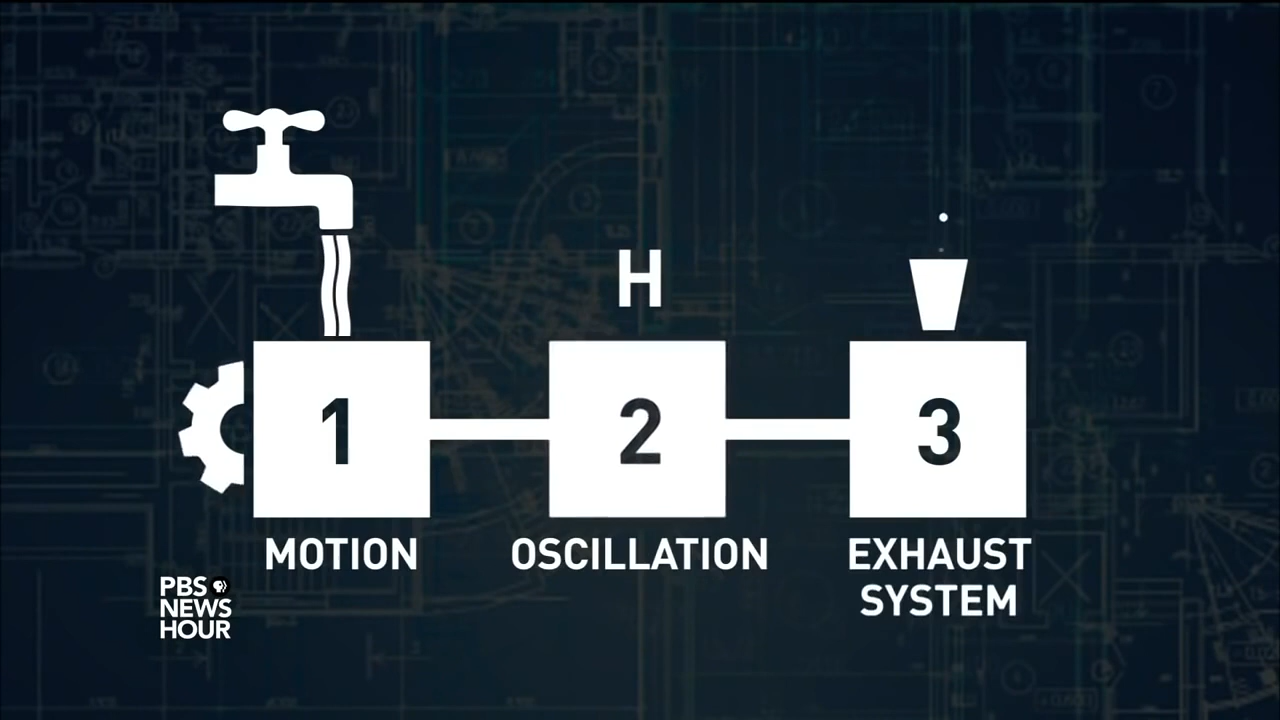 H
1
2
3
MOTION
OSCILLATION
EXHAUST
SYSTEM
PBS
NEWS
HOUR